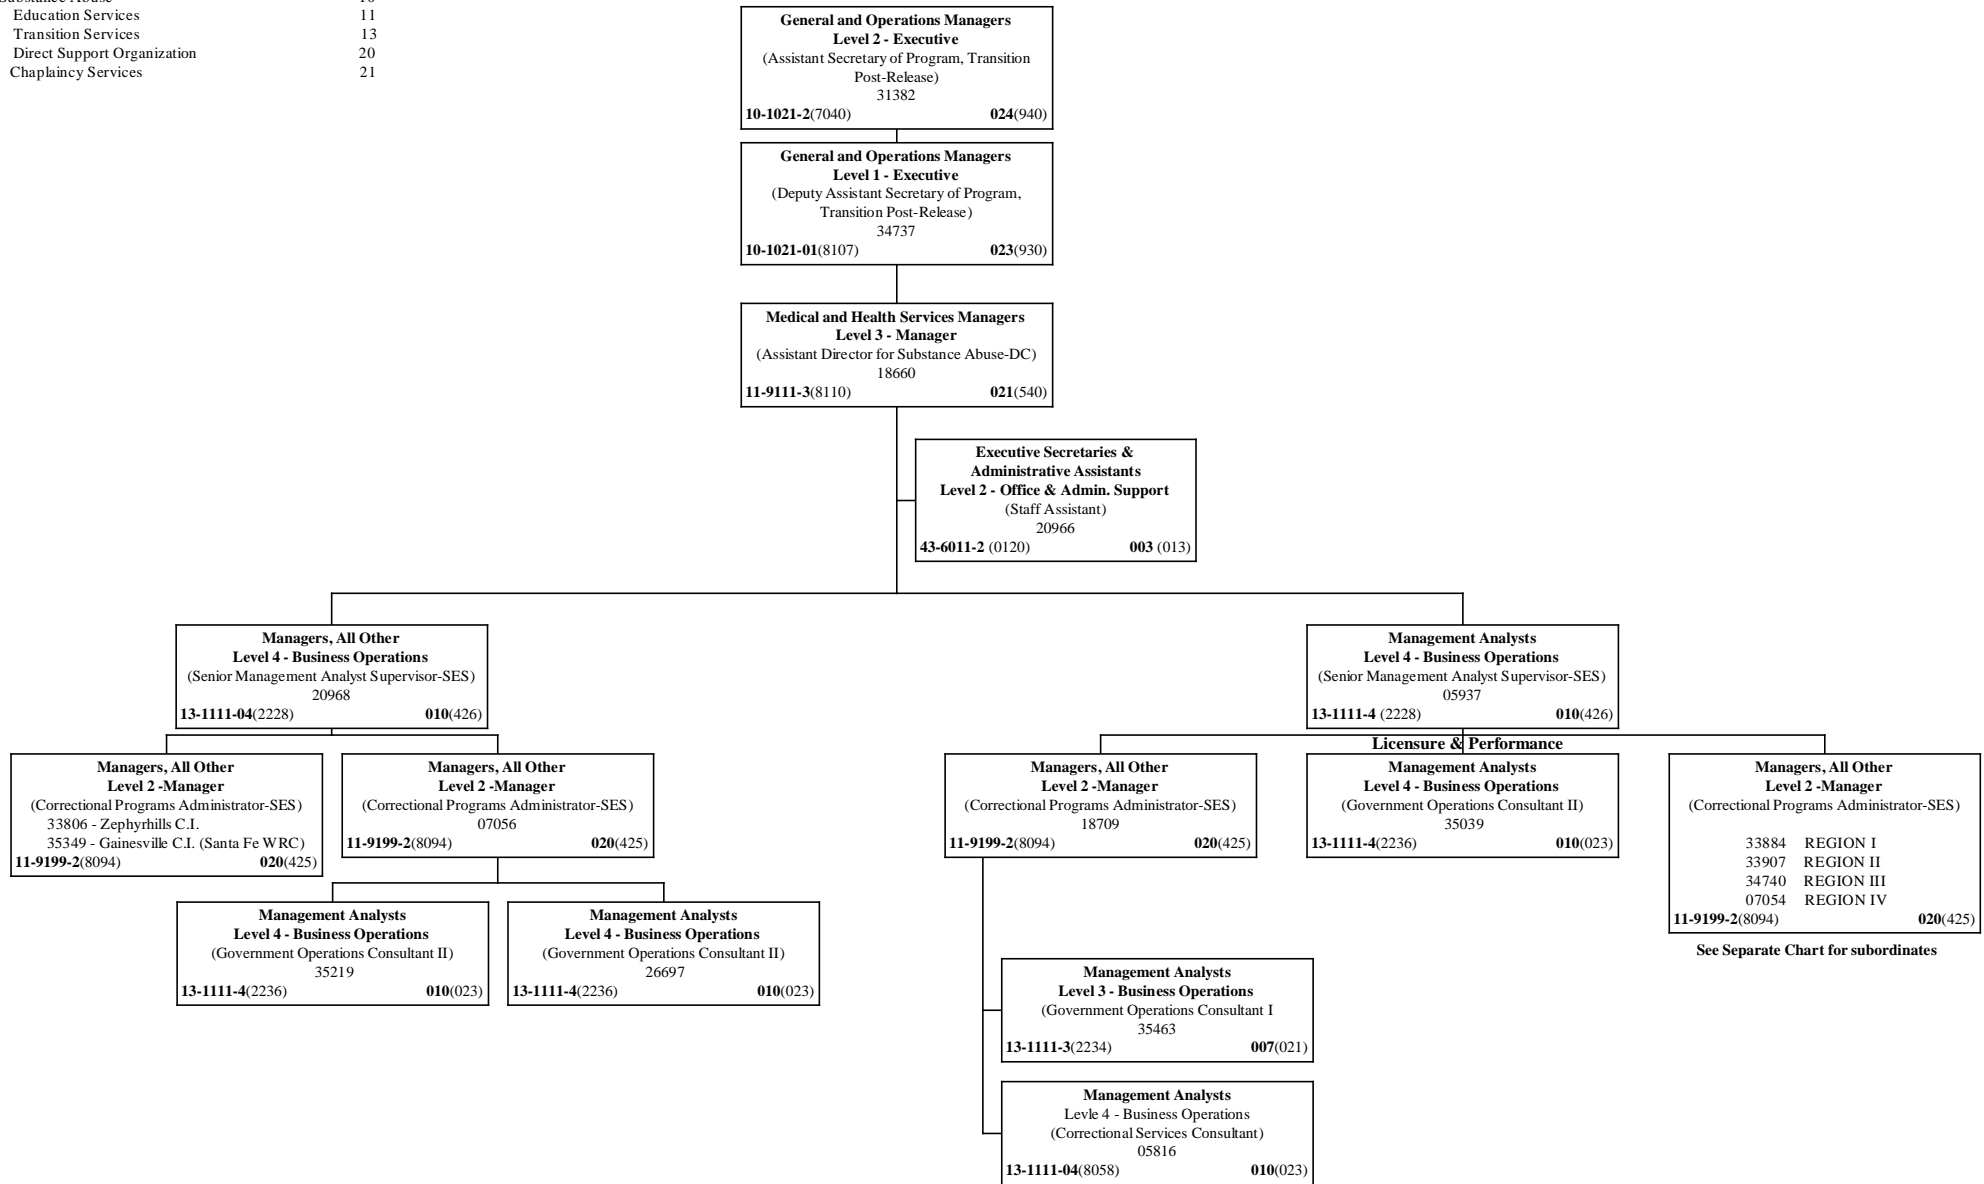 Substance Abuse 10
Education Services 11
Transition Services 13
Direct Support Organization 20
Chaplaincy Services 21
General and Operations Managers
Level 2 - Executive
(Assistant Secretary of Program, Transition
Post-Release)
31382
10-1021-2(7040) 024(940)
General and Operations Managers
Level 1 - Executive
(Deputy Assistant Secretary of Program,
Transition Post-Release)
34737
10-1021-01(8107) 023(930)
Medical and Health Services Managers
Level 3 - Manager
(Assistant Director for Substance Abuse-DC)
18660
11-9111-3(8110) 021(540)
Executive Secretaries &
Administrative Assistants
Level 2 - Office & Admin. Support
(Staff Assistant)
20966
43-6011-2 (0120) 003 (013)
Managers, All Other
Level 4 - Business Operations
(Senior Management Analyst Supervisor-SES)
20968
13-1111-04(2228) 010(426)
Management Analysts
Level 4 - Business Operations
(Senior Management Analyst Supervisor-SES)
05937
13-1111-4 (2228) 010(426)
Licensure & Performance
Managers, All Other
Level 2 -Manager
(Correctional Programs Administrator-SES)
33806 - Zephyrhills C.I.
35349 - Gainesville C.I. (Santa Fe WRC)
11-9199-2(8094) 020(425)
Managers, All Other
Level 2 -Manager
(Correctional Programs Administrator-SES)
07056
11-9199-2(8094) 020(425)
Managers, All Other
Level 2 -Manager
(Correctional Programs Administrator-SES)
18709
11-9199-2(8094) 020(425)
Management Analysts
Level 4 - Business Operations
(Government Operations Consultant II)
35039
13-1111-4(2236) 010(023)
Managers, All Other
Level 2 -Manager
(Correctional Programs Administrator-SES)
33884 REGION I
33907 REGION II
34740 REGION III
07054 REGION IV
11-9199-2(8094) 020(425)
See Separate Chart for subordinates
Management Analysts
Level 4 - Business Operations
(Government Operations Consultant II)
35219
13-1111-4(2236) 010(023)
Management Analysts
Level 4 - Business Operations
(Government Operations Consultant II)
26697
13-1111-4(2236) 010(023)
Management Analysts
Level 3 - Business Operations
(Government Operations Consultant I
35463
13-1111-3(2234) 007(021)
Management Analysts
Levle 4 - Business Operations
(Correctional Services Consultant)
05816
13-1111-04(8058) 010(023)